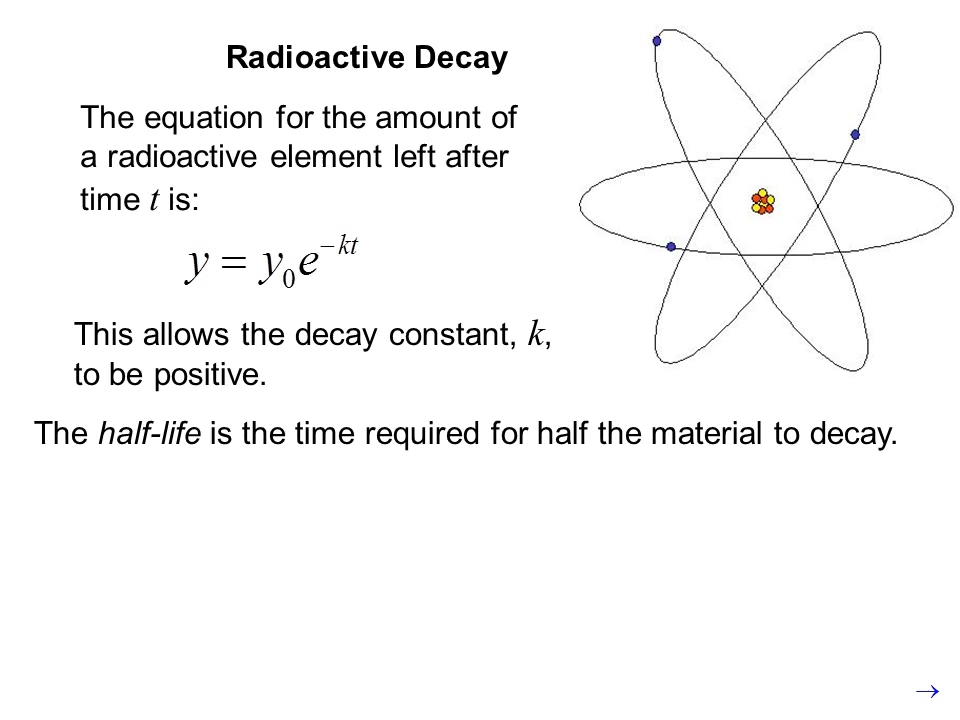 Radioactive Decay
The equation for the amount of
a radioactive element left after
time t is:
y = y₀e⁻ᵏᵗ
This allows the decay constant, k,
to be positive.
The half-life is the time required for half the material to decay.
→